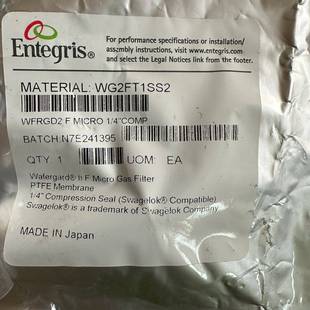 Entegris
For performance specifications or installation/
assembly instructions, visit www.entegris.com and
select the Legal Notices link from the footer.
MATERIAL: WG2FT1SS2
WFRGD2 F MICRO 1/4"COMP
BATCH:N7E241395
QTY 1 UOM: EA
Wafergard® II F Micro Gas Filter
PTFE Membrane
1/4" Compression Seal (Swagelok® Compatible)
Swagelok® is a trademark of Swagelok Company
MADE IN Japan